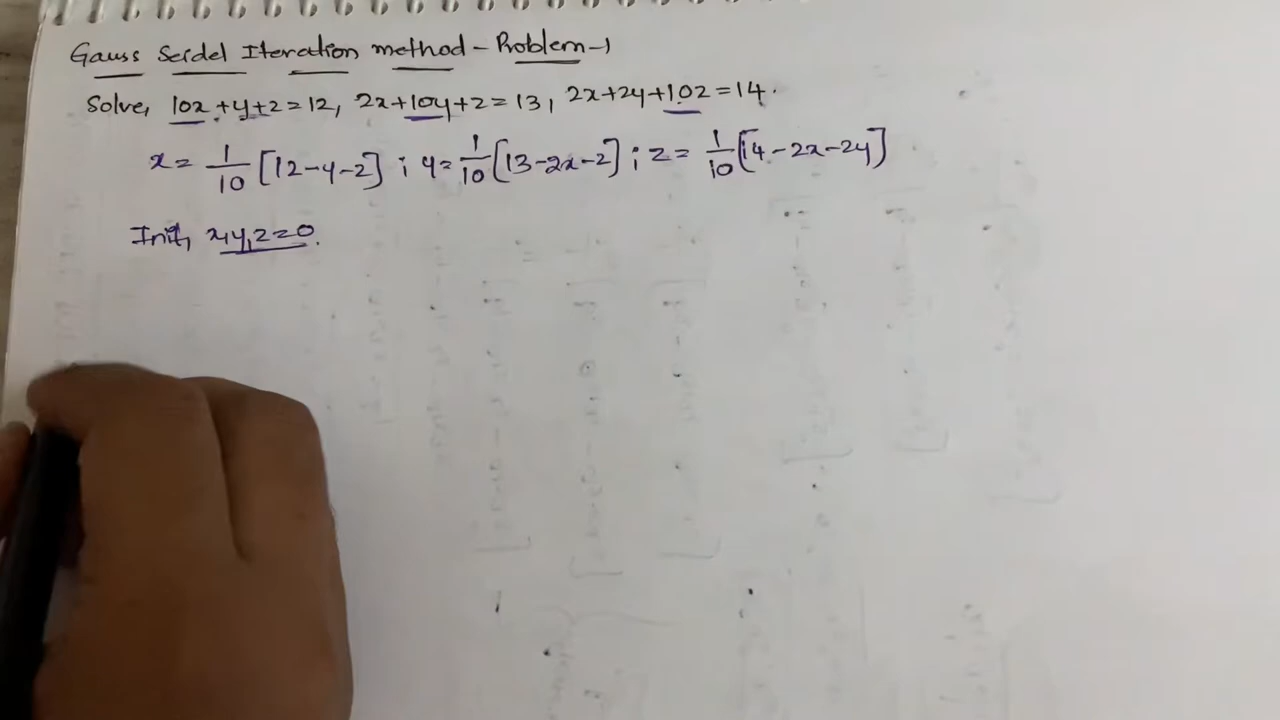 Gauss Seidel Iteration method - Problem-1
Solve, 10x+y+z=12, 2x+10y+z=13, 2x+2y+10z=14.
x = 1/10 [12-y-z] ; y = 1/10 [13-2x-z] ; z = 1/10 [14-2x-2y]
Init, x,y,z=0.